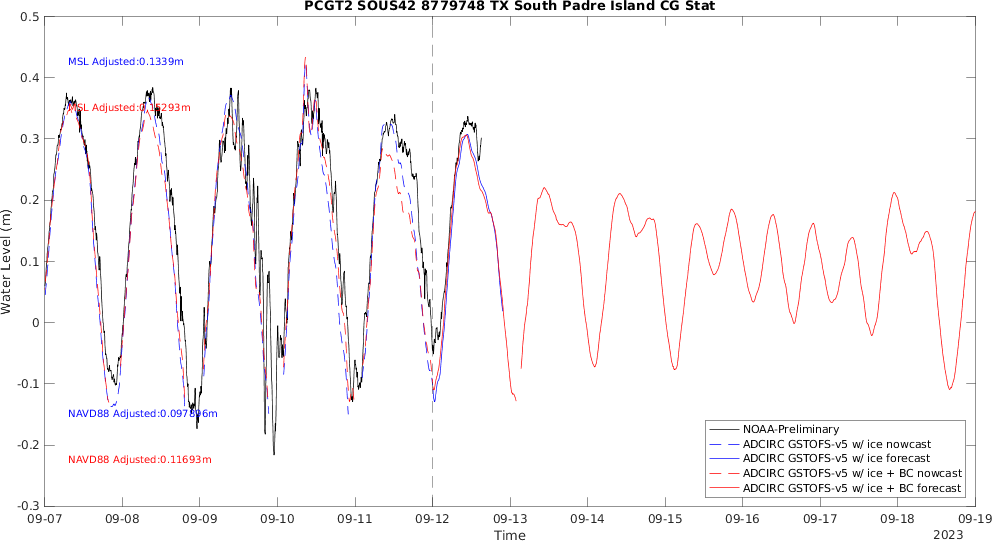 PCGT2 SOUS42 8779748 TX South Padre Island CG Stat
0.5
0.4
0.3
0.2
0.1
0
-0.1
-0.2
-0.3
Water Level (m)
MSL Adjusted:0.1339m
MSL Adjusted:0.15293m
NAVD88 Adjusted:0.097896m
NAVD88 Adjusted:0.11693m
NOAA-Preliminary
ADCIRC GSTOFS-v5 w/ ice nowcast
ADCIRC GSTOFS-v5 w/ ice forecast
ADCIRC GSTOFS-v5 w/ ice + BC nowcast
ADCIRC GSTOFS-v5 w/ ice + BC forecast
09-07 09-08 09-09 09-10 09-11 09-12 09-13 09-14 09-15 09-16 09-17 09-18 09-19
Time
2023